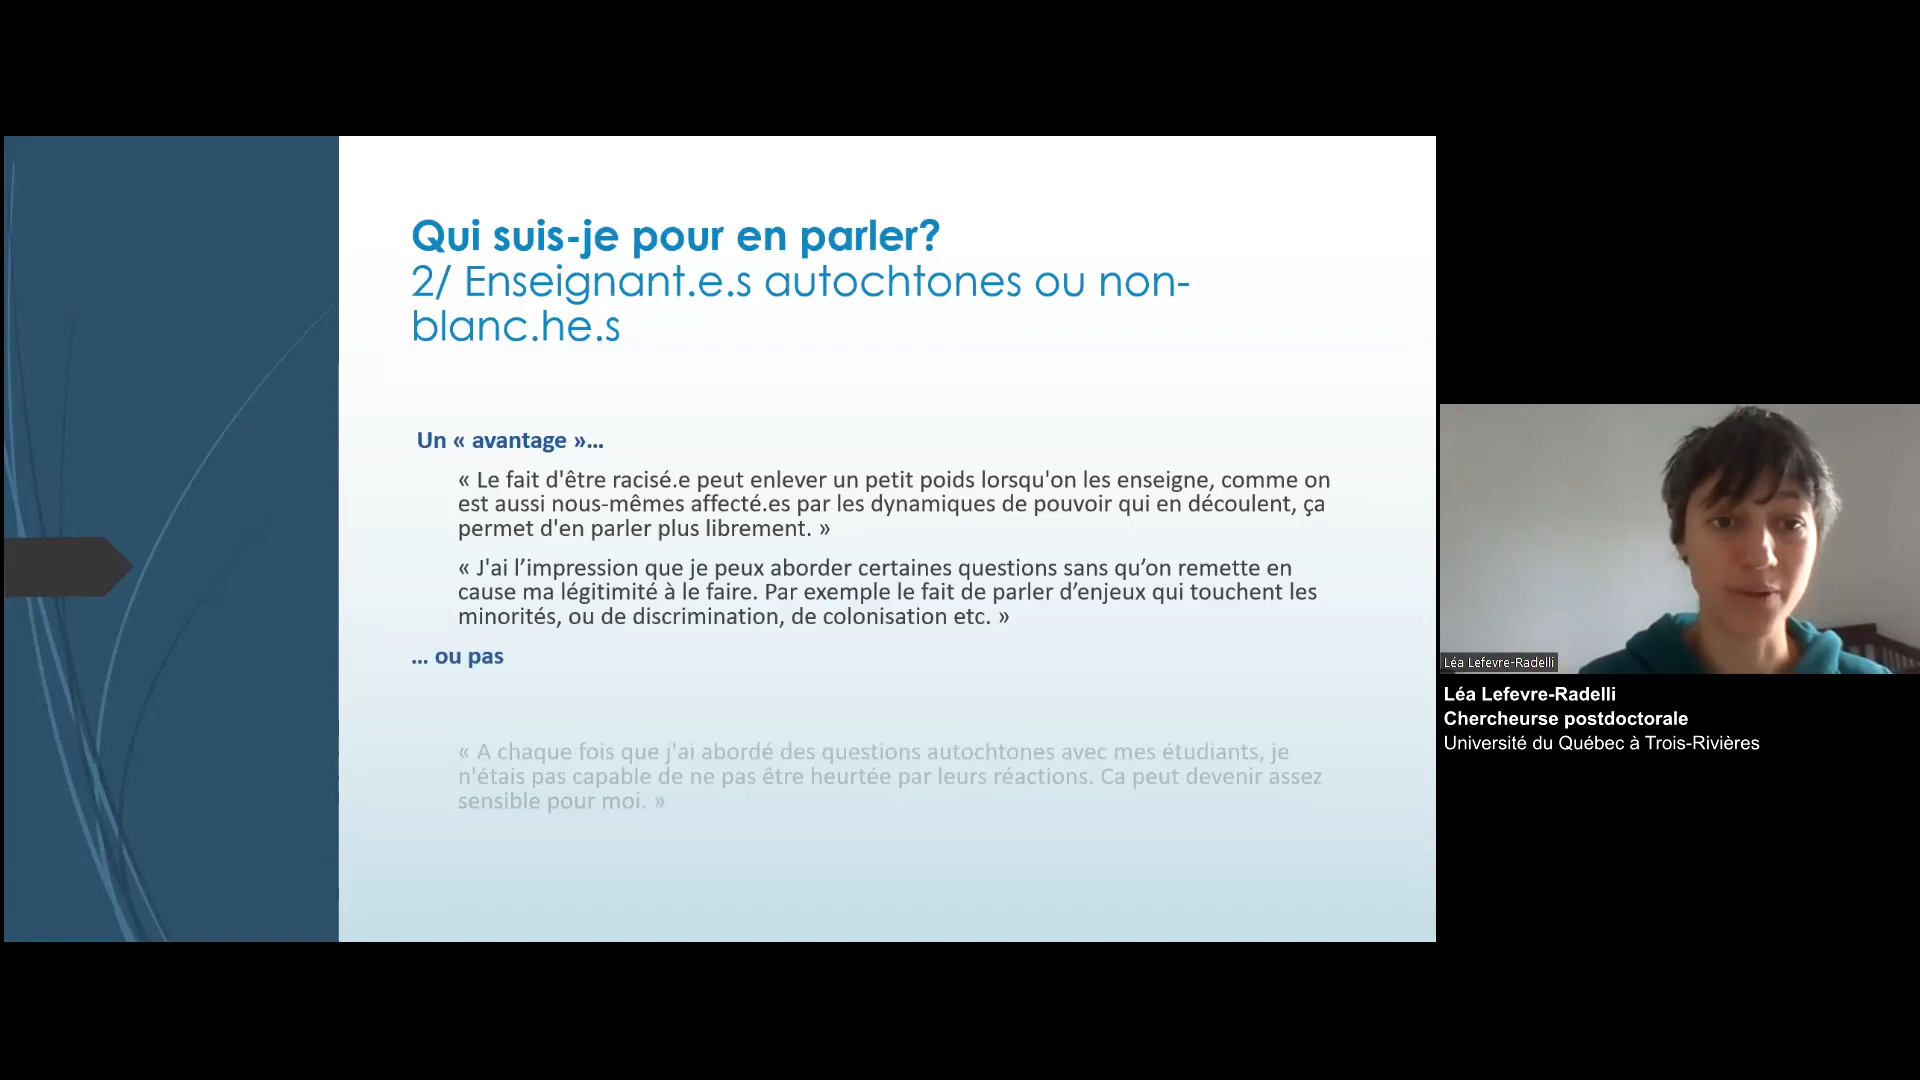 Qui suis-je pour en parler?
2/ Enseignant.e.s autochtones ou non-
blanc.he.s
Un « avantage »...
« Le fait d'être racisé.e peut enlever un petit poids lorsqu'on les enseigne, comme on
est aussi nous-mêmes affecté.es par les dynamiques de pouvoir qui en découlent, ça
permet d'en parler plus librement. »
« J'ai l’impression que je peux aborder certaines questions sans qu’on remette en
cause ma légitimité à le faire. Par exemple le fait de parler d’enjeux qui touchent les
minorités, ou de discrimination, de colonisation etc. »
... ou pas
« A chaque fois que j'ai abordé des questions autochtones avec mes étudiants, je
n'étais pas capable de ne pas être heurtée par leurs réactions. Ca peut devenir assez
sensible pour moi. »
Léa Lefevre-Radelli
Léa Lefevre-Radelli
Chercheurse postdoctorale
Université du Québec à Trois-Rivières